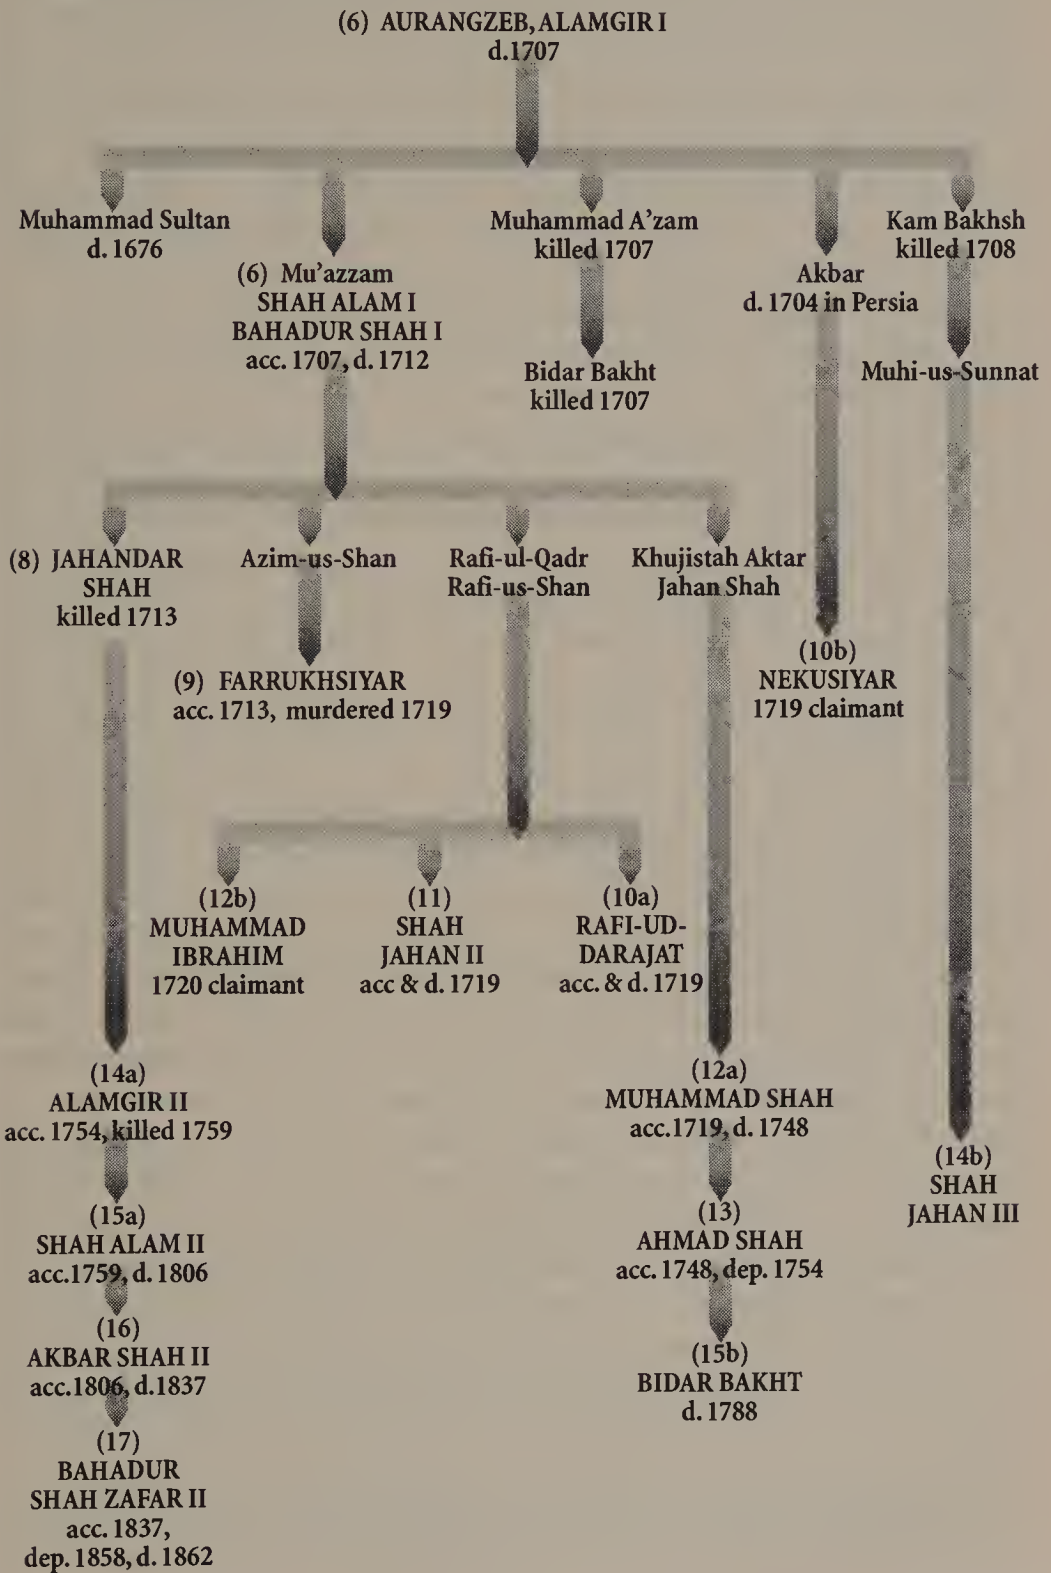 (6) AURANGZEB, ALAMGIR I
d.1707
Muhammad Sultan
d. 1676
(6) Mu'azzam
SHAH ALAM I
BAHADUR SHAH I
acc. 1707, d. 1712
Muhammad A'zam
killed 1707
Bidar Bakht
killed 1707
Akbar
d. 1704 in Persia
Kam Bakhsh
killed 1708
Muhi-us-Sunnat
(8) JAHANDAR
SHAH
killed 1713
Azim-us-Shan
Rafi-ul-Qadr
Rafi-us-Shan
Khujistah Aktar
Jahan Shah
(9) FARRUKHSIYAR
acc. 1713, murdered 1719
(10b)
NEKUSIYAR
1719 claimant
(12b)
MUHAMMAD
IBRAHIM
1720 claimant
(11)
SHAH
JAHAN II
acc & d. 1719
(10a)
RAFI-UD-
DARAJAT
acc. & d. 1719
(14a)
ALAMGIR II
acc. 1754, killed 1759
(12a)
MUHAMMAD SHAH
acc.1719, d. 1748
(14b)
SHAH
JAHAN III
(15a)
SHAH ALAM II
acc.1759, d. 1806
(13)
AHMAD SHAH
acc. 1748, dep. 1754
(16)
AKBAR SHAH II
acc.1806, d.1837
(15b)
BIDAR BAKHT
d. 1788
(17)
BAHADUR
SHAH ZAFAR II
acc. 1837,
dep. 1858, d. 1862